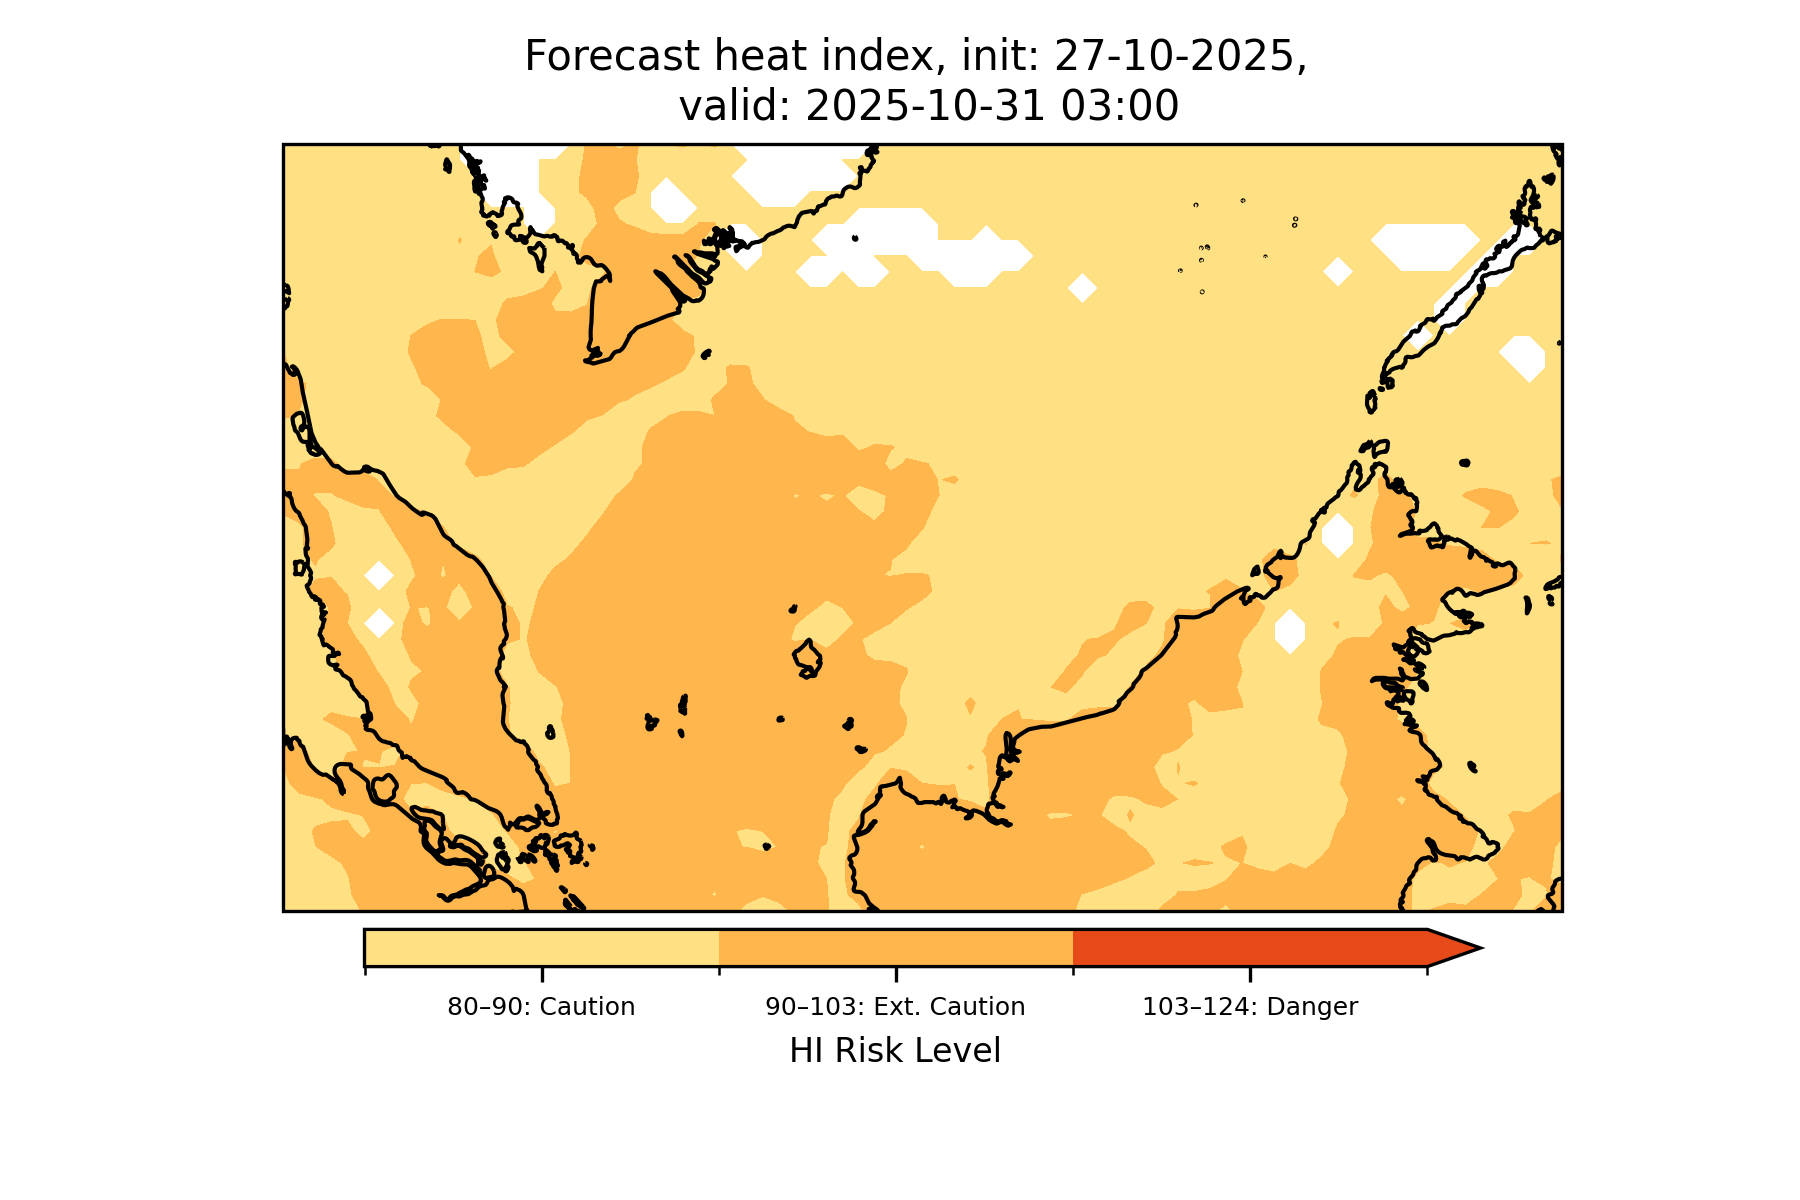 Forecast heat index, init: 27-10-2025,
valid: 2025-10-31 03:00
80–90: Caution
90–103: Ext. Caution
103–124: Danger
HI Risk Level